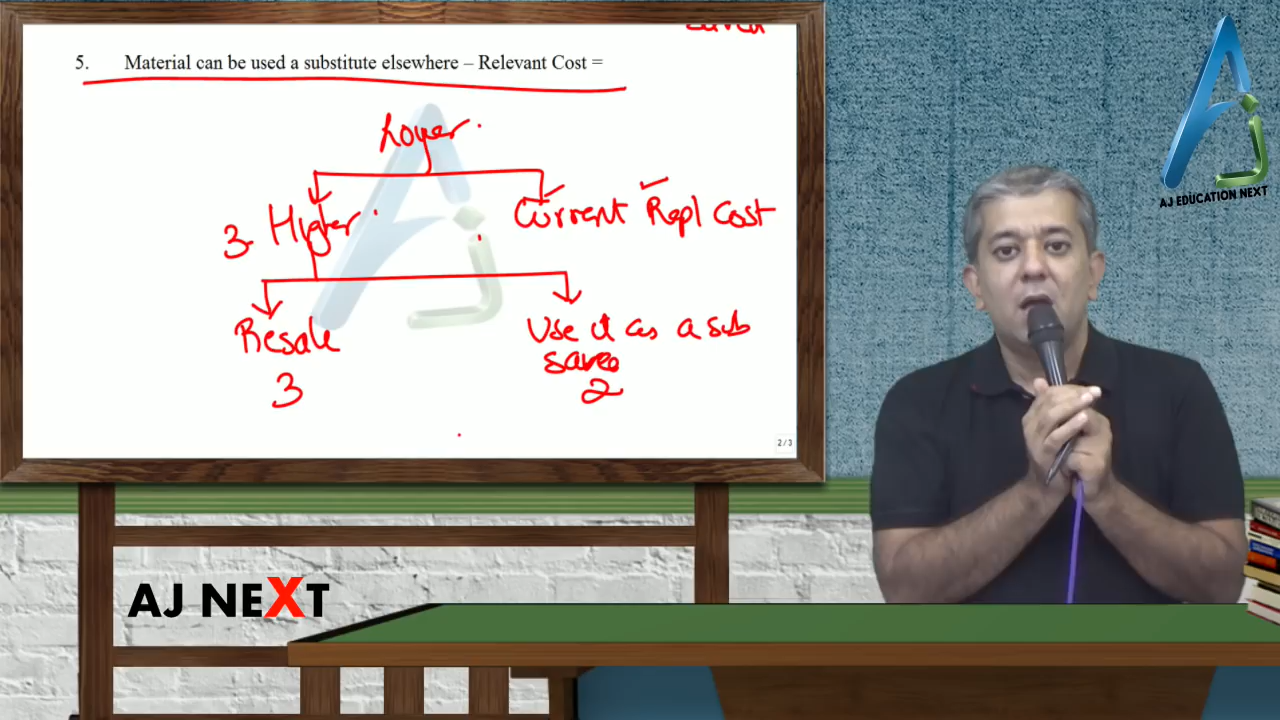 5. Material can be used a substitute elsewhere – Relevant Cost =
Lower.
3. Higher. Current Repl Cost
Resale Use it as a sub
saves
3 2
2/3
AJ EDUCATION NEXT
AJ NEXT